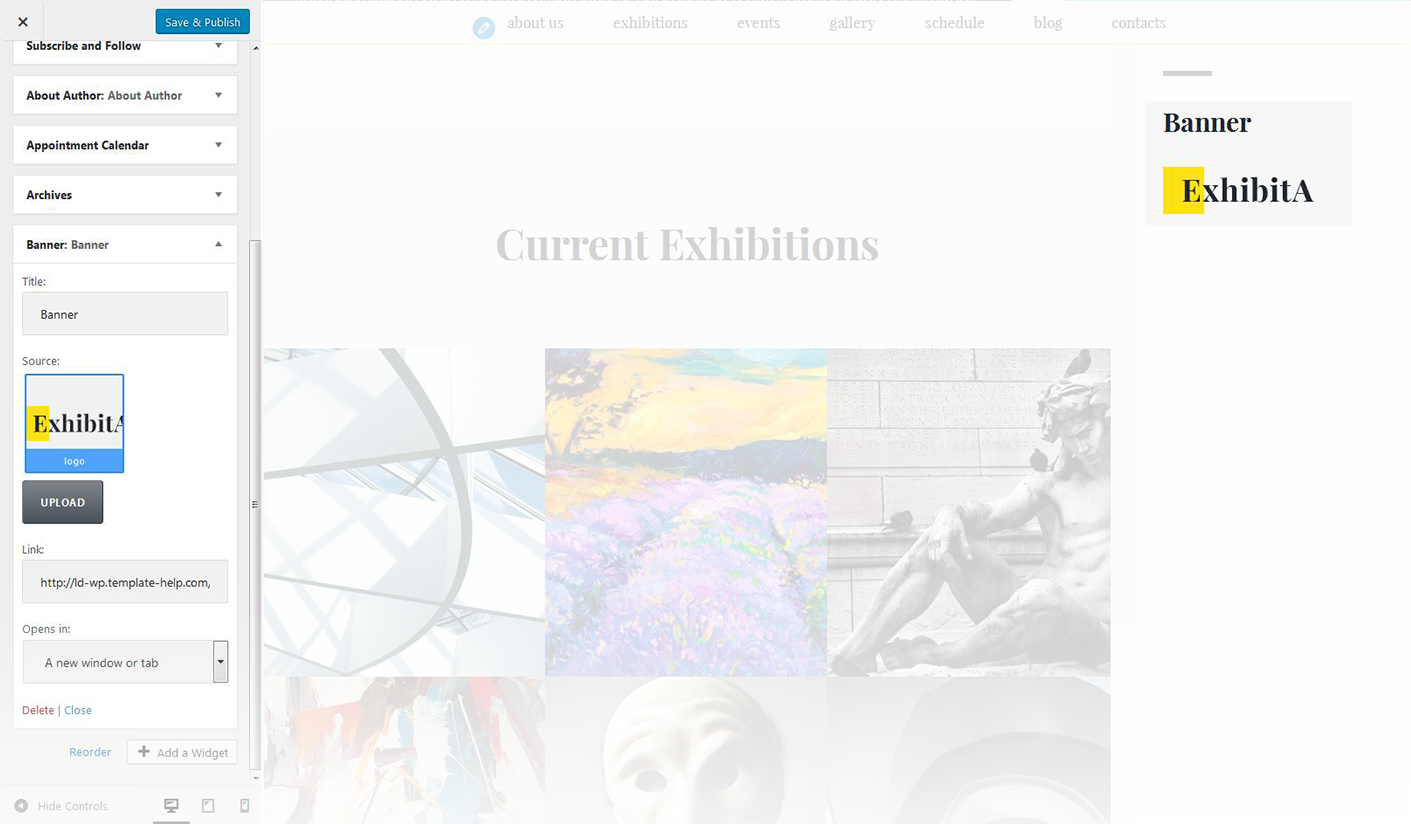 Save & Publish
about us exhibitions events gallery schedule blog contacts
Subscribe and Follow
About Author: About Author
Appointment Calendar
Archives
Banner: Banner
Title:
Banner
Source:
ExhibitA
logo
UPLOAD
Link:
http://ld-wp.template-help.com,
Opens in:
A new window or tab
Delete | Close
Reorder
Add a Widget
Hide Controls
Current Exhibitions
Banner
ExhibitA